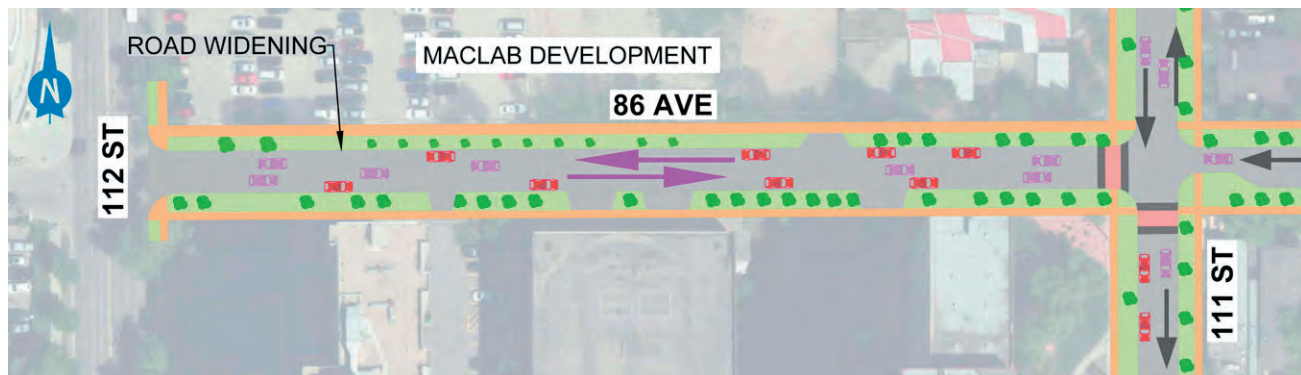 ROAD WIDENING
MACLAB DEVELOPMENT
86 AVE
N
112 ST
111 ST